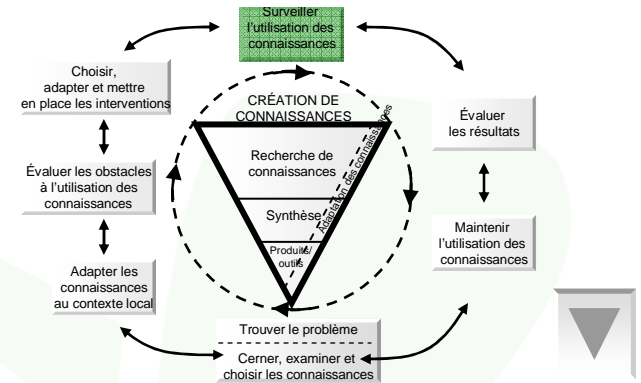 Surveiller
l'utilisation des
connaissances
Choisir,
adapter et mettre
en place les interventions
CRÉATION DE
CONNAISSANCES
Adaptation des connaissances
Évaluer
les résultats
Recherche de
connaissances
Évaluer les obstacles
à l'utilisation des
connaissances
Synthèse
Produits/
outils
Maintenir
l'utilisation des
connaissances
Adapter les
connaissances
au contexte local
Trouver le problème
Cerner, examiner et
choisir les connaissances